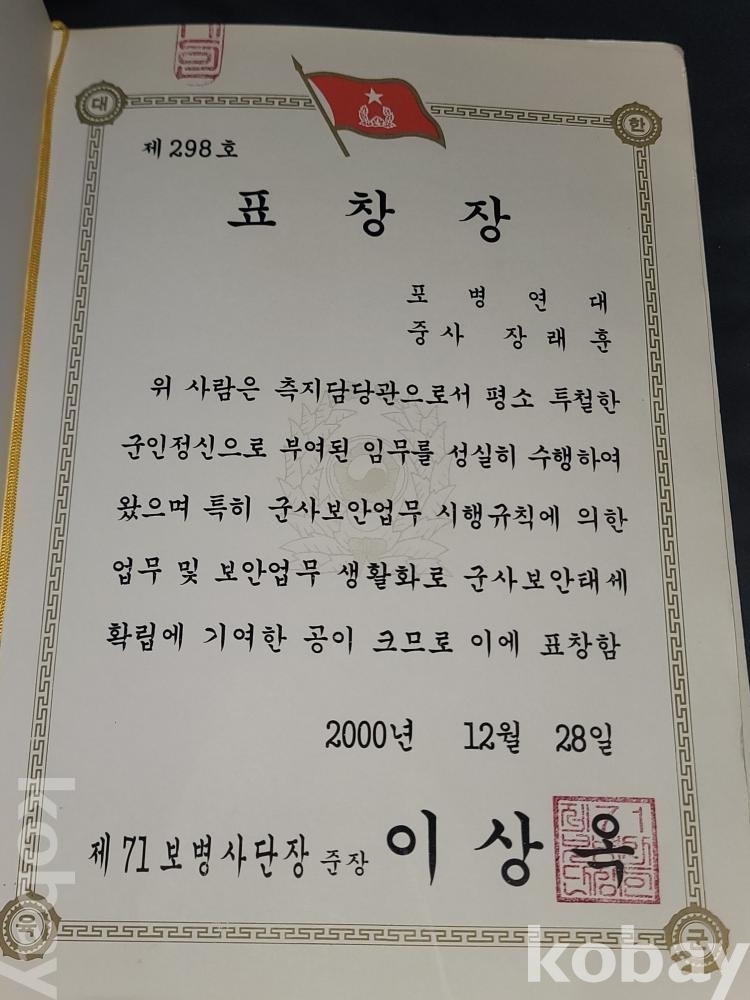 대
한
제 298 호
표 창 장
포 병 연 대
중사 장 래 훈
위 사람은 측지담당관으로서 평소 투철한
군인정신으로 부여된 임무를 성실히 수행하여
왔으며 특히 군사보안업무 시행규칙에 의한
업무 및 보안업무 생활화로 군사보안태세
확립에 기여한 공이 크므로 이에 표창함
2000년 12월 28일
제 71 보병사단장 준장 이 상 옥
육
군
kobay
kobay